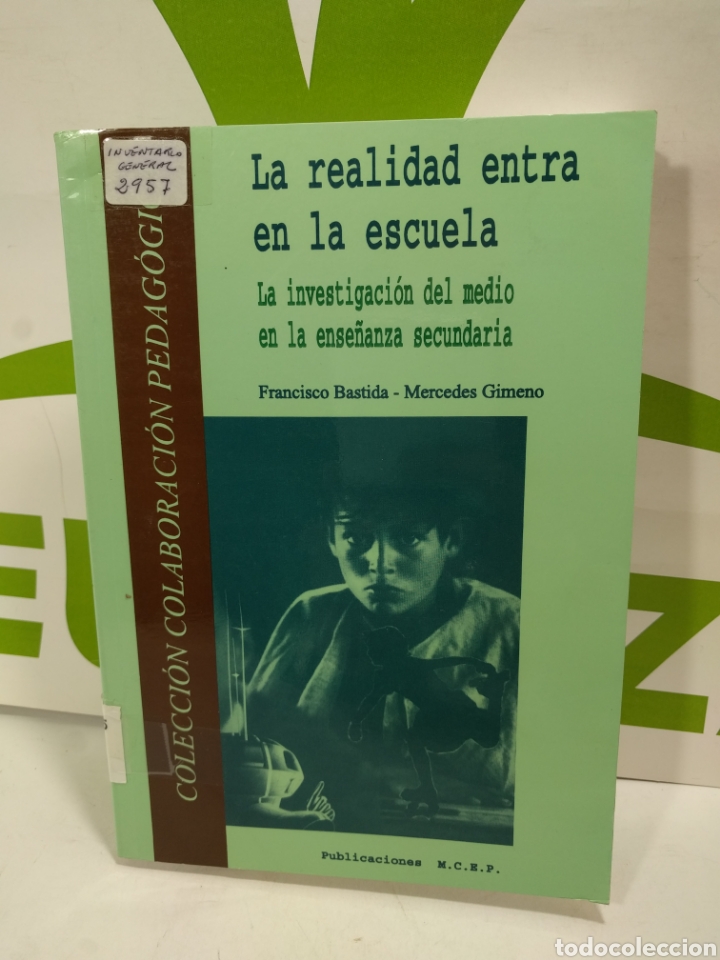 INVENTARIO
GENERAL
2957
La realidad entra
en la escuela
La investigación del medio
en la enseñanza secundaria
Francisco Bastida - Mercedes Gimeno
COLECCIÓN COLABORACIÓN PEDAGÓGI
Publicaciones M.C.E.P.
todocoleccion